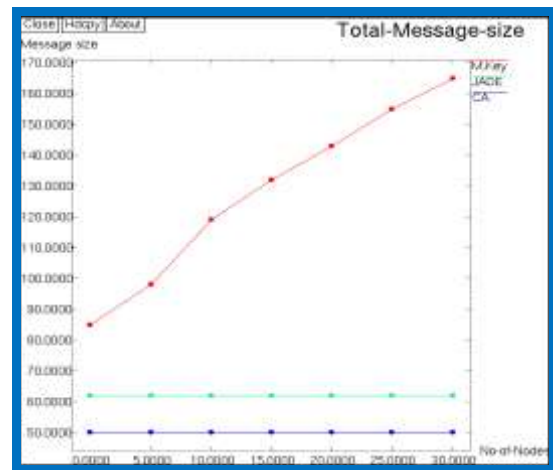 Close Hdcpy About
Total-Message-size
Message size
170.0000
160.0000
150.0000
140.0000
130.0000
120.0000
110.0000
100.0000
90.0000
80.0000
70.0000
60.0000
50.0000
M.Key
JADE
CA
0.0000 5.0000 10.0000 15.0000 20.0000 25.0000 30.0000
No-of-Nodes